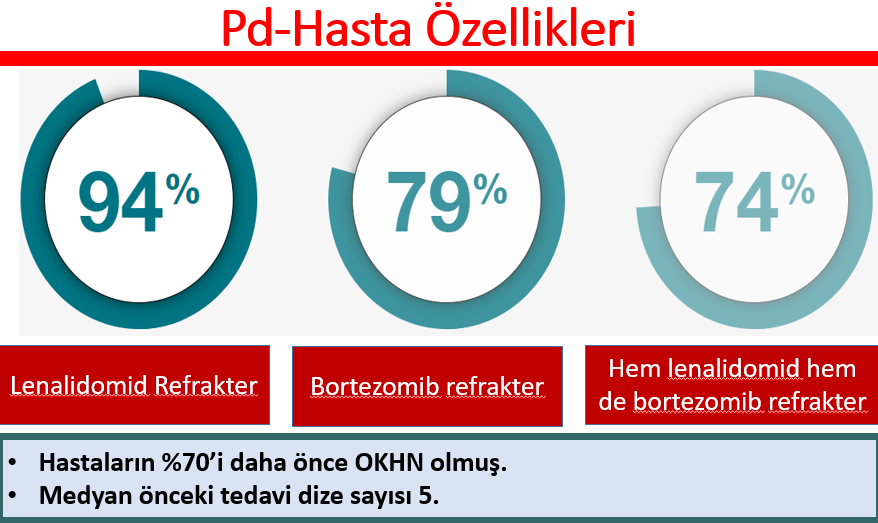 Pd-Hasta Özellikleri
94%
79%
74%
Lenalidomid Refrakter
Bortezomib refrakter
Hem lenalidomid hem
de bortezomib refrakter
• Hastaların %70’i daha önce OKHN olmuş.
• Medyan önceki tedavi dize sayısı 5.